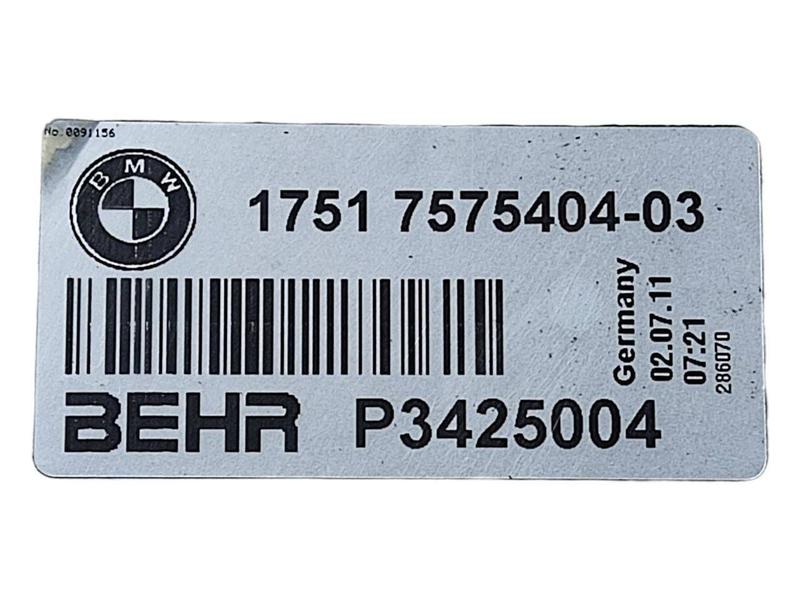 No.0091156
BMW
1751 7575404-03
Germany
02.07.11
07:21
286070
BEHR P3425004